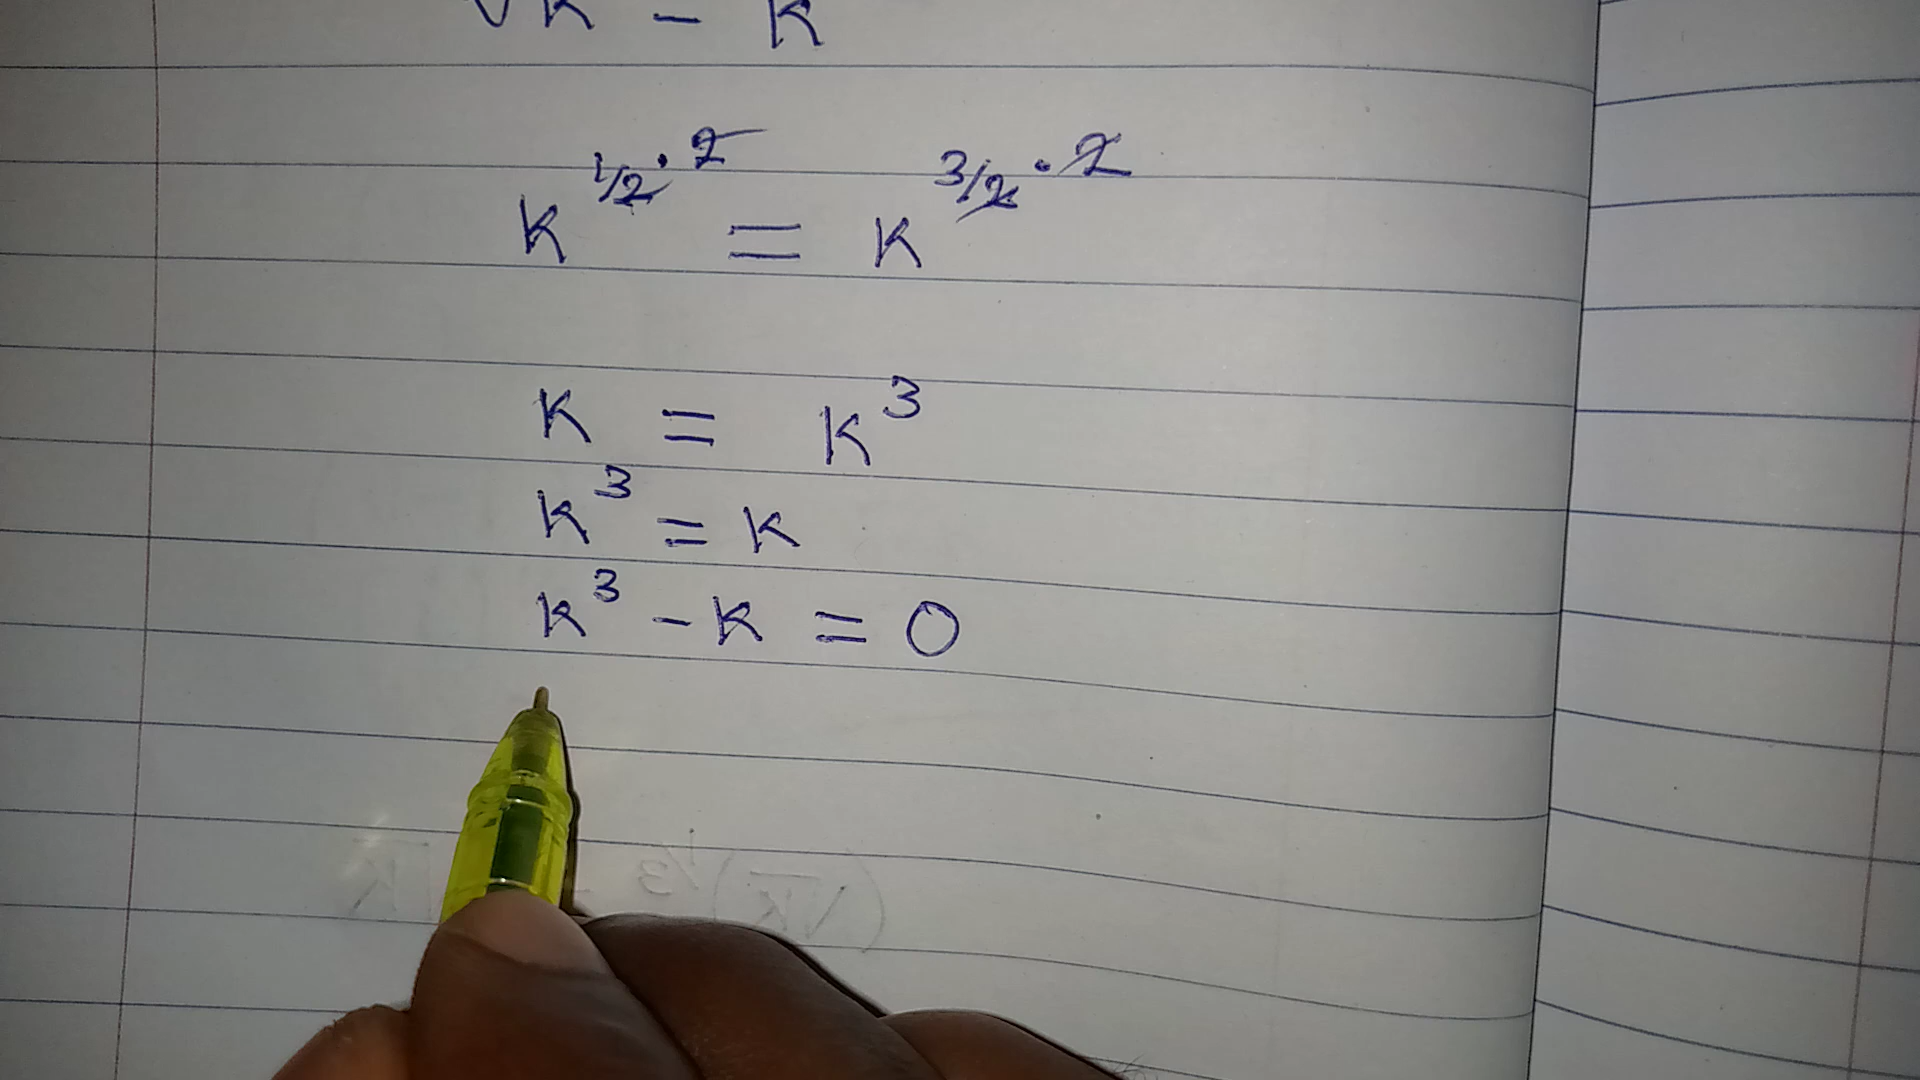 √K - K
K^1/2 · 2 = K^3/2 · 2
K = K^3
K^3 = K
K^3 - K = 0